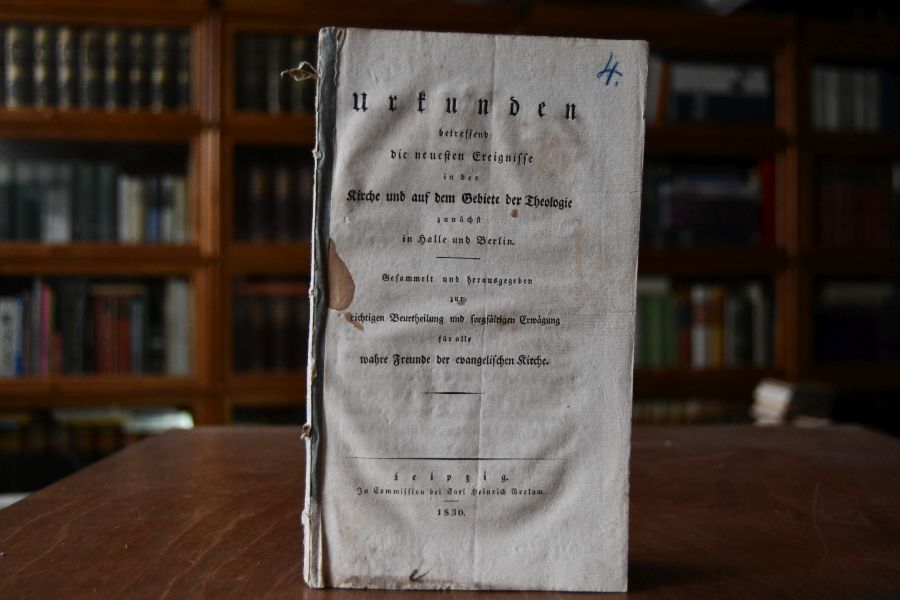 4.
Urkunden
betreffend
die neuesten Ereignisse
in der
Kirche und auf dem Gebiete der Theologie
zunächst
in Halle und Berlin.
Gesammelt und herausgegeben
zur
richtigen Beurtheilung und sorgfältigen Erwägung
für alle
wahre Freunde der evangelischen Kirche.
Leipzig.
In Commission bei Carl Heinrich Reclam.
1830.